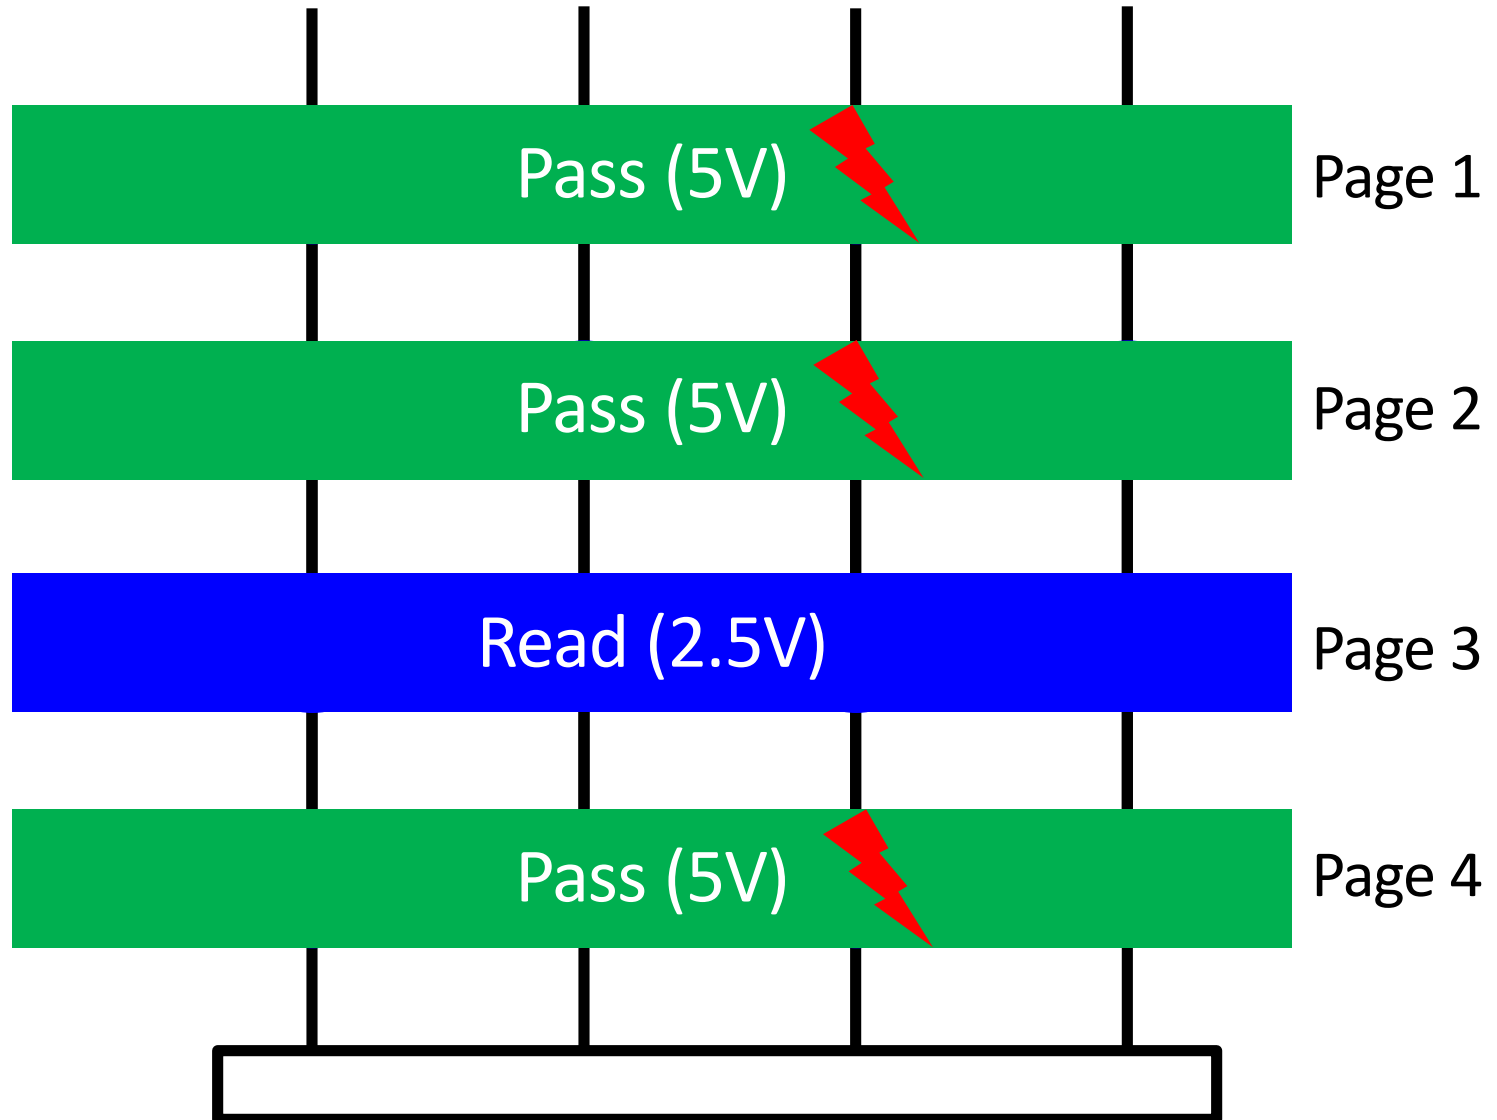 Pass (5V) Page 1
Pass (5V) Page 2
Read (2.5V) Page 3
Pass (5V) Page 4